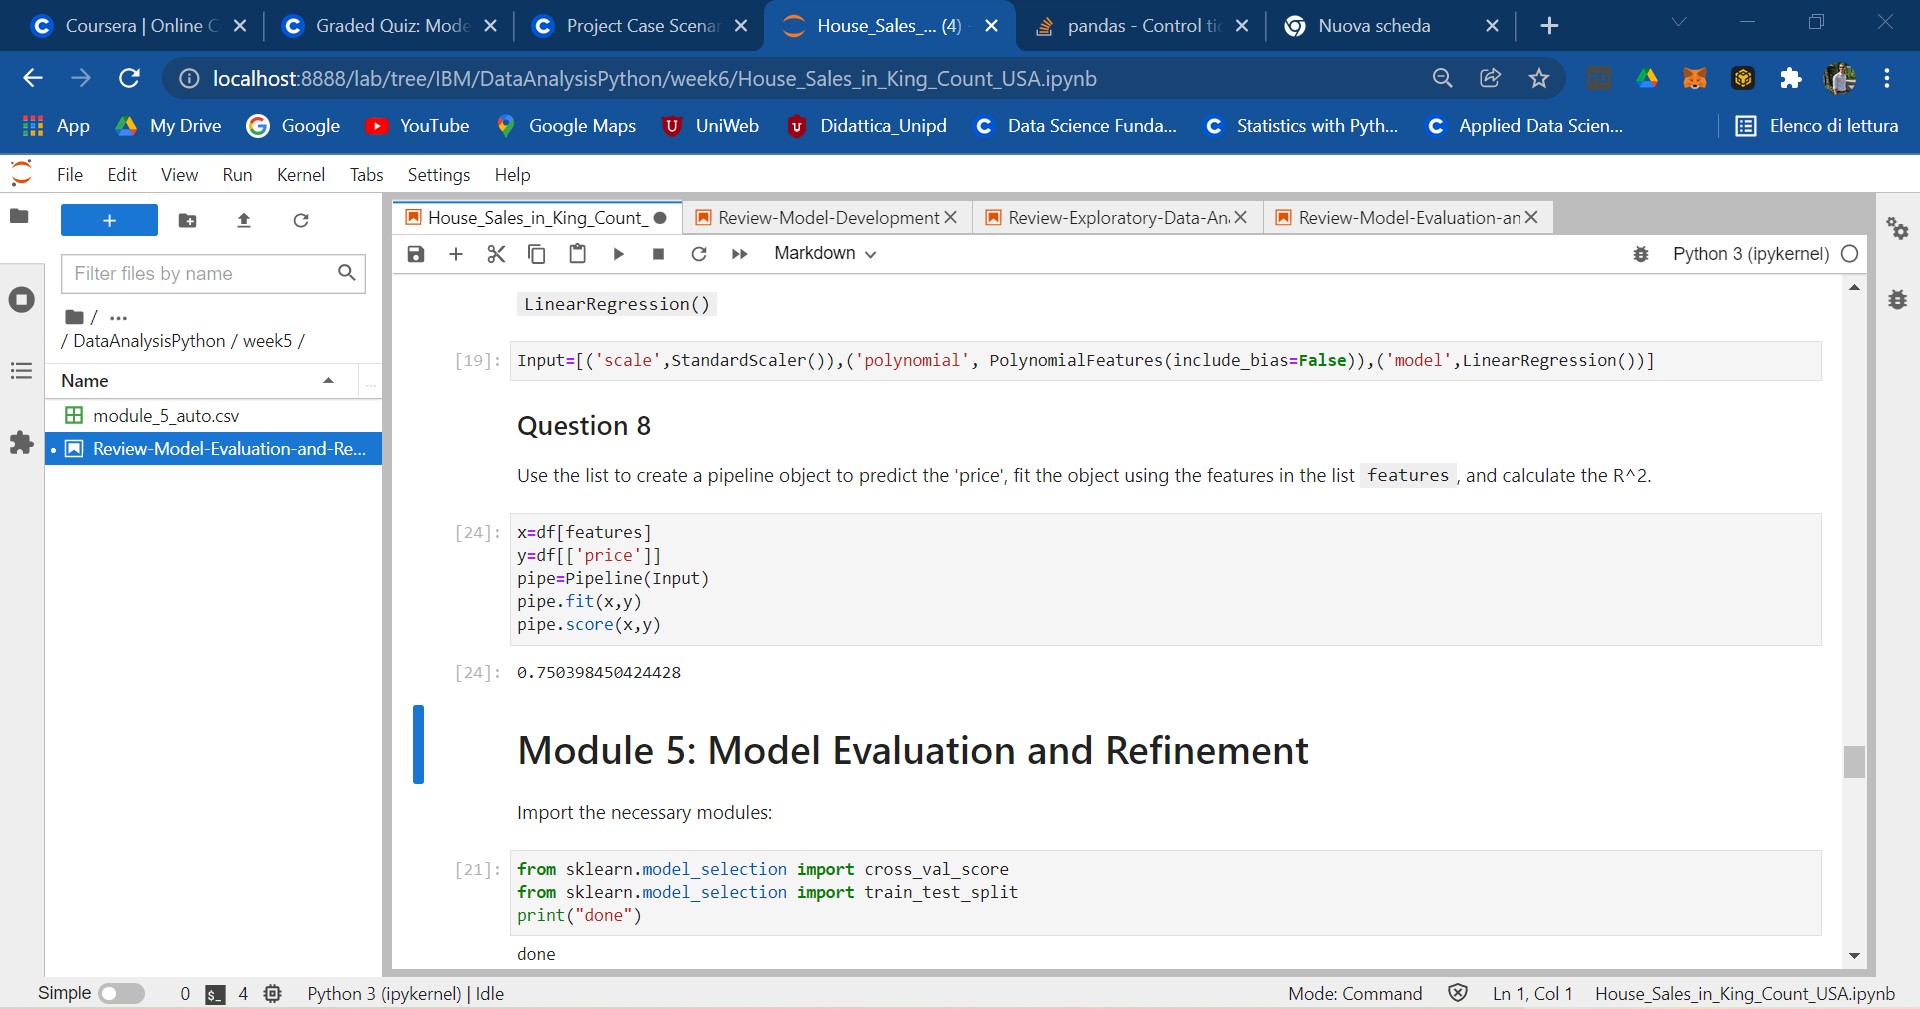 Coursera | Online C
Graded Quiz: Mode
Project Case Scenar
House_Sales_... (4)
pandas - Control tic
Nuova scheda
localhost:8888/lab/tree/IBM/DataAnalysisPython/week6/House_Sales_in_King_Count_USA.ipynb
App
My Drive
Google
YouTube
Google Maps
UniWeb
Didattica_Unipd
Data Science Funda...
Statistics with Pyth...
Applied Data Scien...
Elenco di lettura
File Edit View Run Kernel Tabs Settings Help
Filter files by name
/ ...
/ DataAnalysisPython / week5 /
Name
module_5_auto.csv
Review-Model-Evaluation-and-Re...
House_Sales_in_King_Count_
Review-Model-Development
Review-Exploratory-Data-An
Review-Model-Evaluation-an
Markdown
Python 3 (ipykernel)
LinearRegression()
[19]: Input=[('scale',StandardScaler()),('polynomial', PolynomialFeatures(include_bias=False)),('model',LinearRegression())]
Question 8
Use the list to create a pipeline object to predict the 'price', fit the object using the features in the list features , and calculate the R^2.
[24]: x=df[features]
y=df[['price']]
pipe=Pipeline(Input)
pipe.fit(x,y)
pipe.score(x,y)
[24]: 0.750398450424428
Module 5: Model Evaluation and Refinement
Import the necessary modules:
[21]: from sklearn.model_selection import cross_val_score
from sklearn.model_selection import train_test_split
print("done")
done
Simple 0 $_ 4 Python 3 (ipykernel) | Idle
Mode: Command Ln 1, Col 1 House_Sales_in_King_Count_USA.ipynb